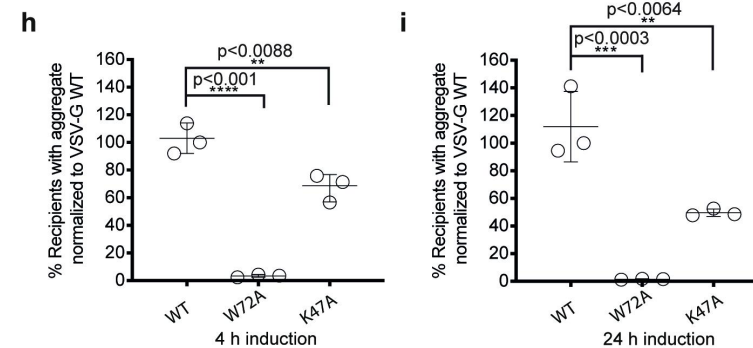 h
p<0.0088
**
p<0.001
****
% Recipients with aggregate
normalized to VSV-G WT
160
140
120
100
80
60
40
20
0
WT
W72A
K47A
4 h induction
i
p<0.0064
**
p<0.0003
***
% Recipients with aggregate
normalized to VSV-G WT
160
140
120
100
80
60
40
20
0
WT
W72A
K47A
24 h induction